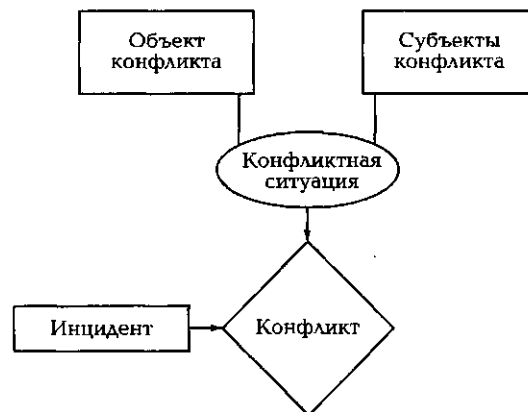 Объект
конфликта
Субъекты
конфликта
Конфликтная
ситуация
Инцидент
Конфликт